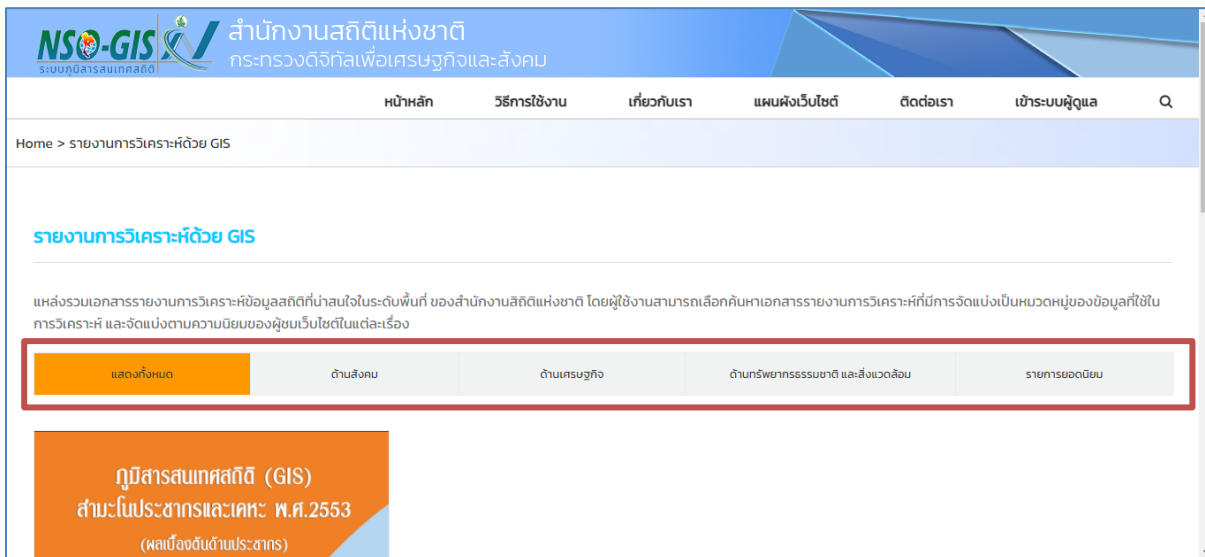 NSO-GIS
ระบบภูมิสารสนเทศสถิติ
สำนักงานสถิติแห่งชาติ
กระทรวงดิจิทัลเพื่อเศรษฐกิจและสังคม
หน้าหลัก วิธีการใช้งาน เกี่ยวกับเรา แผนผังเว็บไซต์ ติดต่อเรา เข้าระบบผู้ดูแล
Home > รายงานการวิเคราะห์ด้วย GIS
รายงานการวิเคราะห์ด้วย GIS
แหล่งรวมเอกสารรายงานการวิเคราะห์ข้อมูลสถิติที่น่าสนใจในระดับพื้นที่ ของสำนักงานสิถิติแห่งชาติ โดยผู้ใช้งานสามารถเลือกค้นหาเอกสารรายงานการวิเคราะห์ที่มีการจัดแบ่งเป็นหมวดหมู่ของข้อมูลที่ใช้ใน
การวิเคราะห์ และจัดแบ่งตามความนิยมของผู้ชมเว็บไซต์ในแต่ละเรื่อง
แสดงทั้งหมด ด้านสังคม ด้านเศรษฐกิจ ด้านทรัพยากรธรรมชาติ และสิ่งแวดล้อม รายการยอดนิยม
ภูมิสารสนเทศสถิติ (GIS)
สำมะโนประชากรและเคหะ พ.ศ.2553
(ผลเบื้องต้นด้านประชากร)